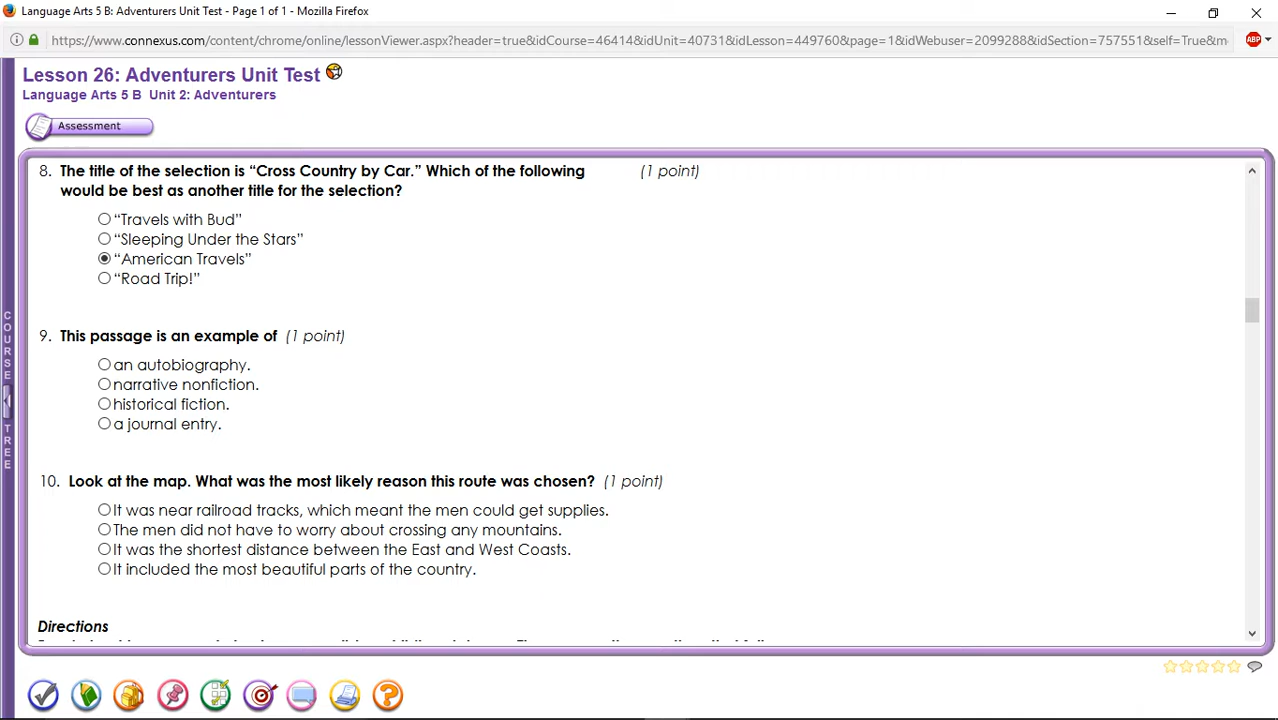 Language Arts 5 B: Adventurers Unit Test - Page 1 of 1 - Mozilla Firefox
https://www.connexus.com/content/chrome/online/lessonViewer.aspx?header=true&idCourse=46414&idUnit=40731&idLesson=449760&page=1&idWebuser=2099288&idSection=757551&self=True&m
ABP
Lesson 26: Adventurers Unit Test
Language Arts 5 B Unit 2: Adventurers
Assessment
8. The title of the selection is “Cross Country by Car.” Which of the following (1 point)
would be best as another title for the selection?
“Travels with Bud”
“Sleeping Under the Stars”
“American Travels”
“Road Trip!”
9. This passage is an example of (1 point)
an autobiography.
narrative nonfiction.
historical fiction.
a journal entry.
10. Look at the map. What was the most likely reason this route was chosen? (1 point)
It was near railroad tracks, which meant the men could get supplies.
The men did not have to worry about crossing any mountains.
It was the shortest distance between the East and West Coasts.
It included the most beautiful parts of the country.
Directions
COURSE TREE